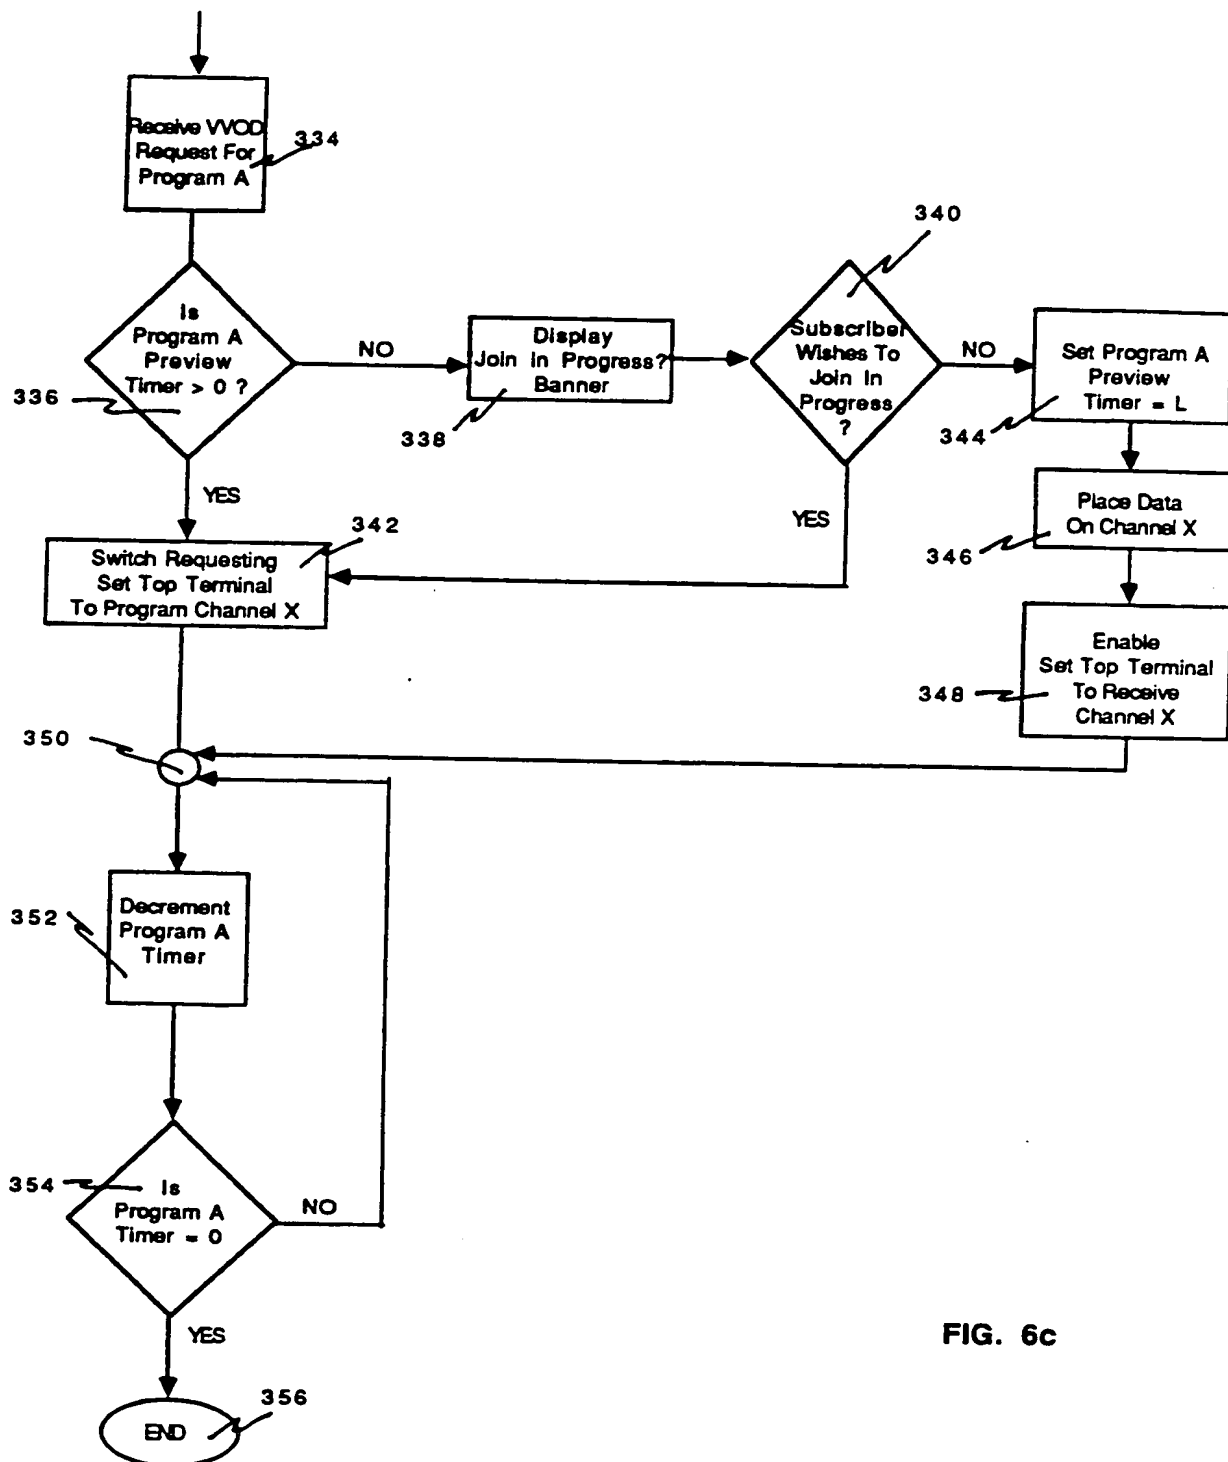 Receive VVOD
Request For
Program A
334
340
Is
Program A
Preview
Timer > 0 ?
336
NO
Display
Join In Progress?
Banner
338
Subscriber
Wishes To
Join In
Progress
?
NO
Set Program A
Preview
Timer = L
344
YES
YES
342
Switch Requesting
Set Top Terminal
To Program Channel X
Place Data
On Channel X
346
Enable
Set Top Terminal
To Receive
Channel X
348
350
Decrement
Program A
Timer
352
354
Is
Program A
Timer = 0
NO
YES
FIG. 6c
356
END